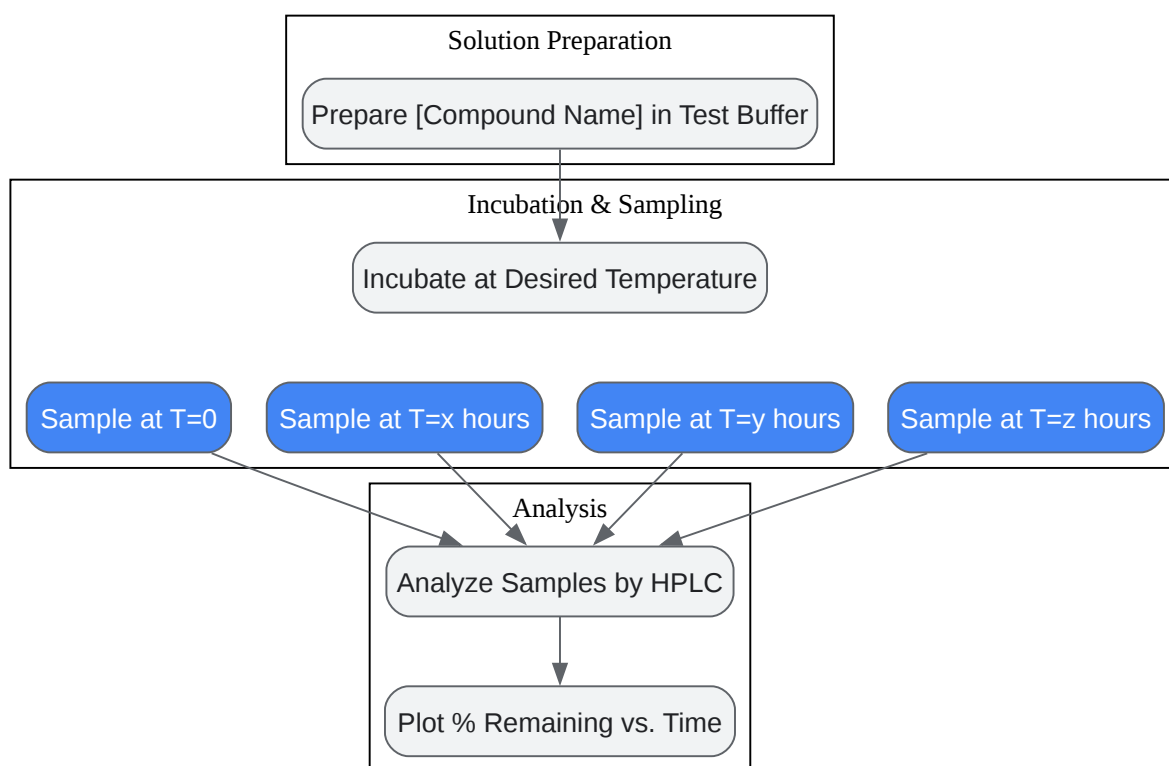 Solution Preparation
Prepare [Compound Name] in Test Buffer
Incubation & Sampling
Incubate at Desired Temperature
Sample at T=0
Sample at T=x hours
Sample at T=y hours
Sample at T=z hours
Analysis
Analyze Samples by HPLC
Plot % Remaining vs. Time